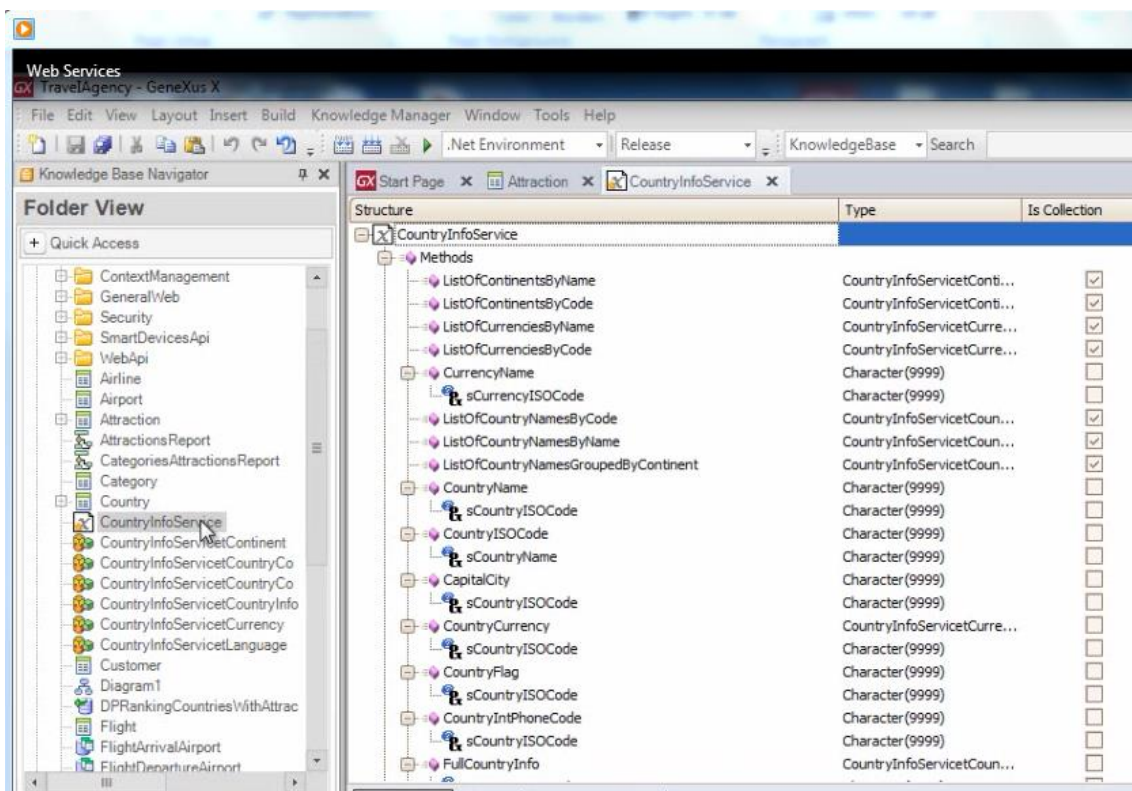 Web Services
GX TravelAgency - GeneXus X
File Edit View Layout Insert Build Knowledge Manager Window Tools Help
.Net Environment Release KnowledgeBase Search
Knowledge Base Navigator
GX Start Page Attraction CountryInfoService
Folder View
Structure Type Is Collection
Quick Access
CountryInfoService
Methods
ContextManagement
ListOfContinentsByName CountryInfoServicetConti...
GeneralWeb
ListOfContinentsByCode CountryInfoServicetConti...
Security
ListOfCurrenciesByName CountryInfoServicetCurre...
SmartDevicesApi
ListOfCurrenciesByCode CountryInfoServicetCurre...
WebApi
CurrencyName Character(9999)
Airline
sCurrencyISOCode Character(9999)
Airport
Attraction
ListOfCountryNamesByCode CountryInfoServicetCoun...
AttractionsReport
ListOfCountryNamesByName CountryInfoServicetCoun...
CategoriesAttractionsReport
ListOfCountryNamesGroupedByContinent CountryInfoServicetCoun...
Category
CountryName Character(9999)
Country
sCountryISOCode Character(9999)
CountryInfoService
CountryISOCode Character(9999)
CountryInfoServicetContinent
sCountryName Character(9999)
CountryInfoServicetCountryCo
CapitalCity Character(9999)
CountryInfoServicetCountryCo
sCountryISOCode Character(9999)
CountryInfoServicetCountryInfo
CountryCurrency CountryInfoServicetCurre...
CountryInfoServicetCurrency
sCountryISOCode Character(9999)
CountryInfoServicetLanguage
CountryFlag Character(9999)
Customer
sCountryISOCode Character(9999)
Diagram1
DPRankingCountriesWithAttrac
CountryIntPhoneCode Character(9999)
Flight
sCountryISOCode Character(9999)
FlightArrivalAirport
FullCountryInfo CountryInfoServicetCoun...
FlightDepartureAirport